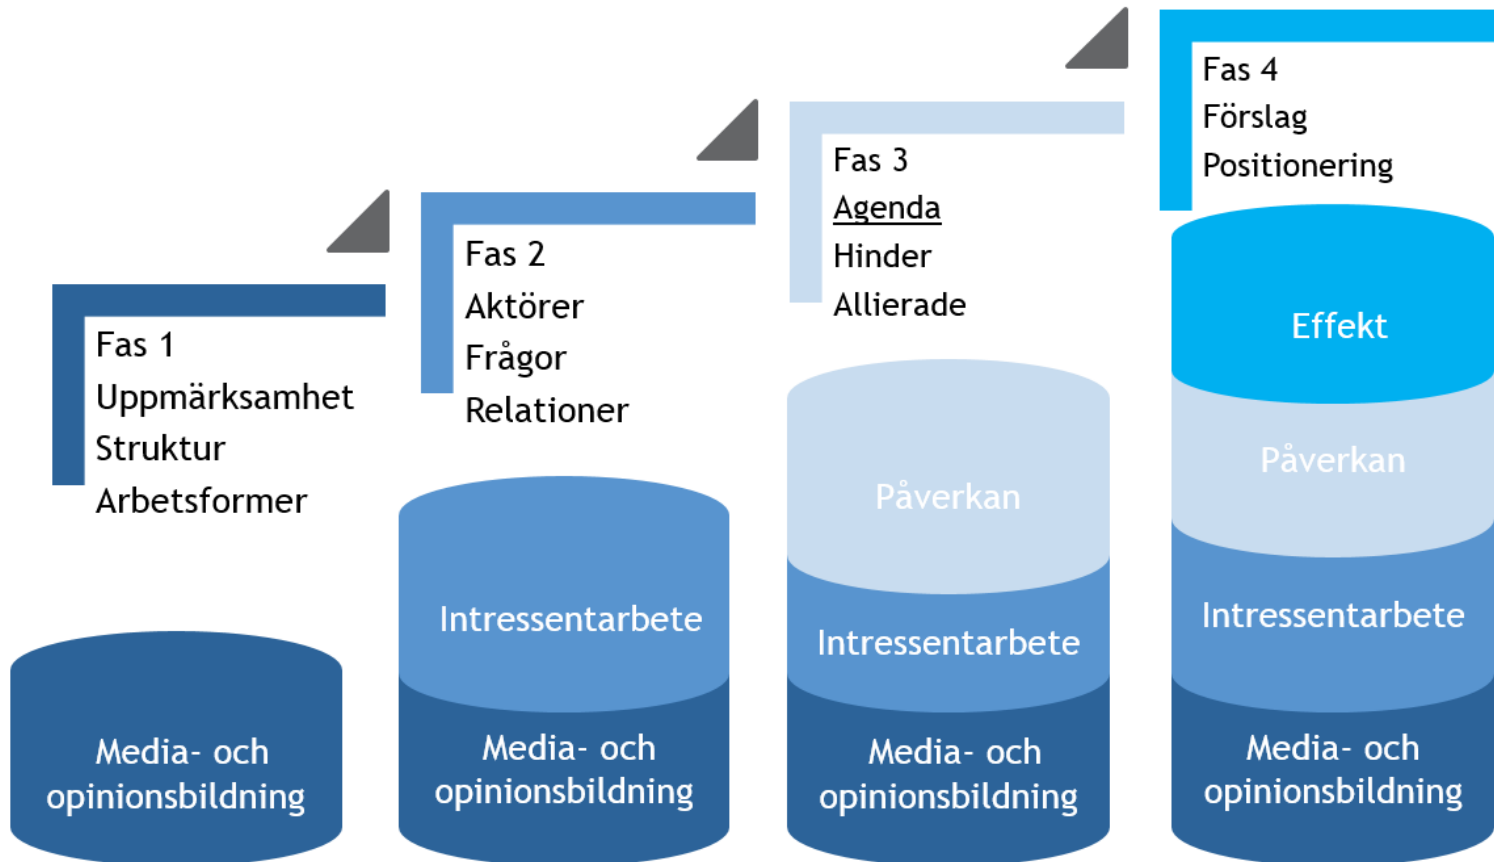 Fas 1
Uppmärksamhet
Struktur
Arbetsformer
Media- och
opinionsbildning
Fas 2
Aktörer
Frågor
Relationer
Intressentarbete
Media- och
opinionsbildning
Fas 3
Agenda
Hinder
Allierade
Påverkan
Intressentarbete
Media- och
opinionsbildning
Fas 4
Förslag
Positionering
Effekt
Påverkan
Intressentarbete
Media- och
opinionsbildning